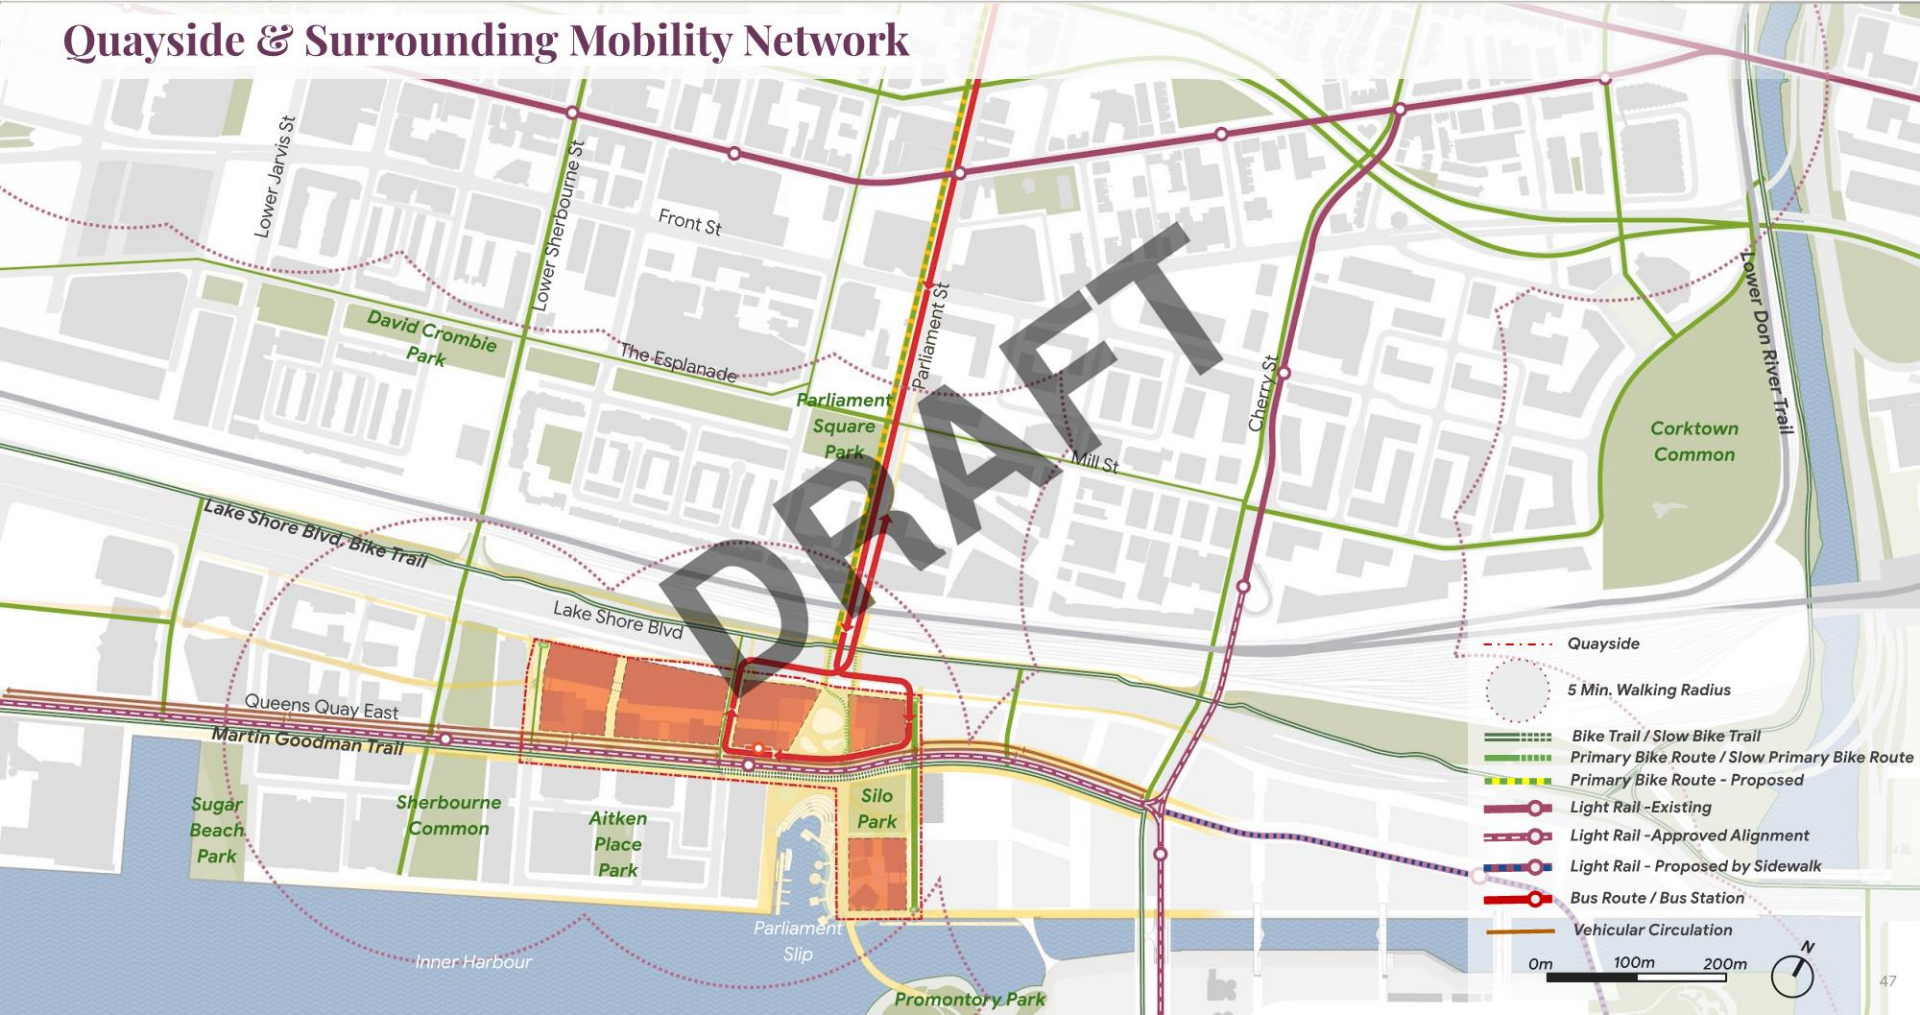 Quayside & Surrounding Mobility Network
Lower Jarvis St
Lower Sherbourne St
Front St
Parliament St
David Crombie
Park
The Esplanade
Parliament
Square
Park
Cherry St
Mill St
Corktown
Common
Lower Don River Trail
DRAFT
Lake Shore Blvd. Bike Trail
Lake Shore Blvd
Queens Quay East
Martin Goodman Trail
Sugar
Beach
Park
Sherbourne
Common
Aitken
Place
Park
Silo
Park
Parliament
Slip
Inner Harbour
Promontory Park
Quayside
5 Min. Walking Radius
Bike Trail / Slow Bike Trail
Primary Bike Route / Slow Primary Bike Route
Primary Bike Route - Proposed
Light Rail -Existing
Light Rail -Approved Alignment
Light Rail - Proposed by Sidewalk
Bus Route / Bus Station
Vehicular Circulation
0m 100m 200m
N
47